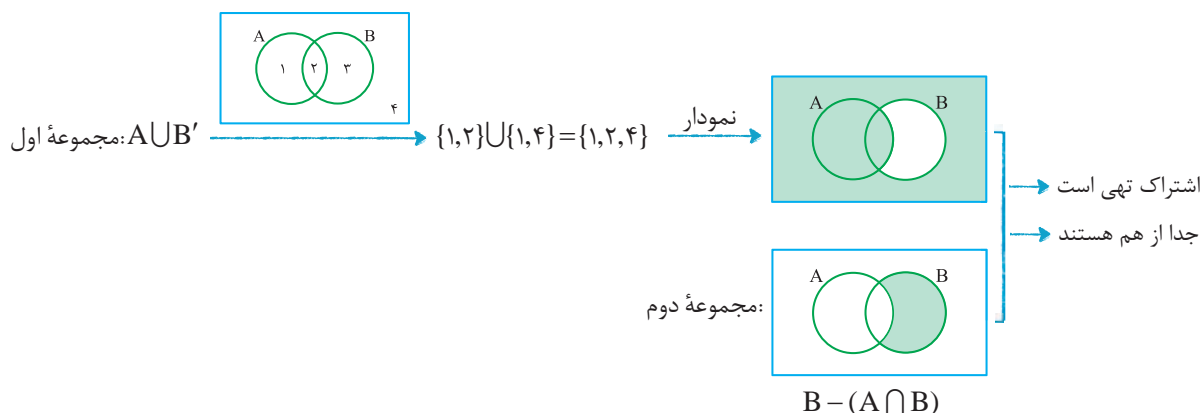 A B
۱ ۲ ۳
۴
مجموعهٔ اول: A∪B′
{۱,۲}∪{۱,۴}={۱,۲,۴}
نمودار
A B
اشتراک تهی است
جدا از هم هستند
مجموعهٔ دوم:
A B
B – (A∩B)